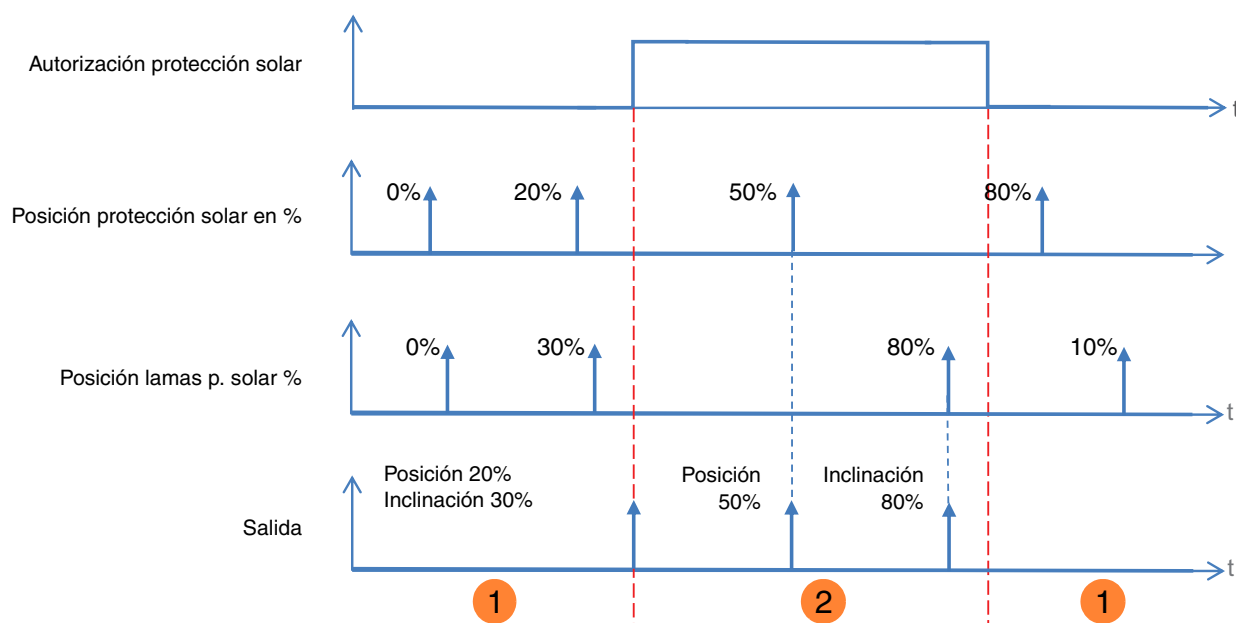 Autorización protección solar
t
0%
20%
50%
80%
Posición protección solar en %
0%
30%
80%
10%
Posición lamas p. solar %
t
Posición 20%
Inclinación 30%
Posición
50%
Inclinación
80%
Salida
t
1
2
1